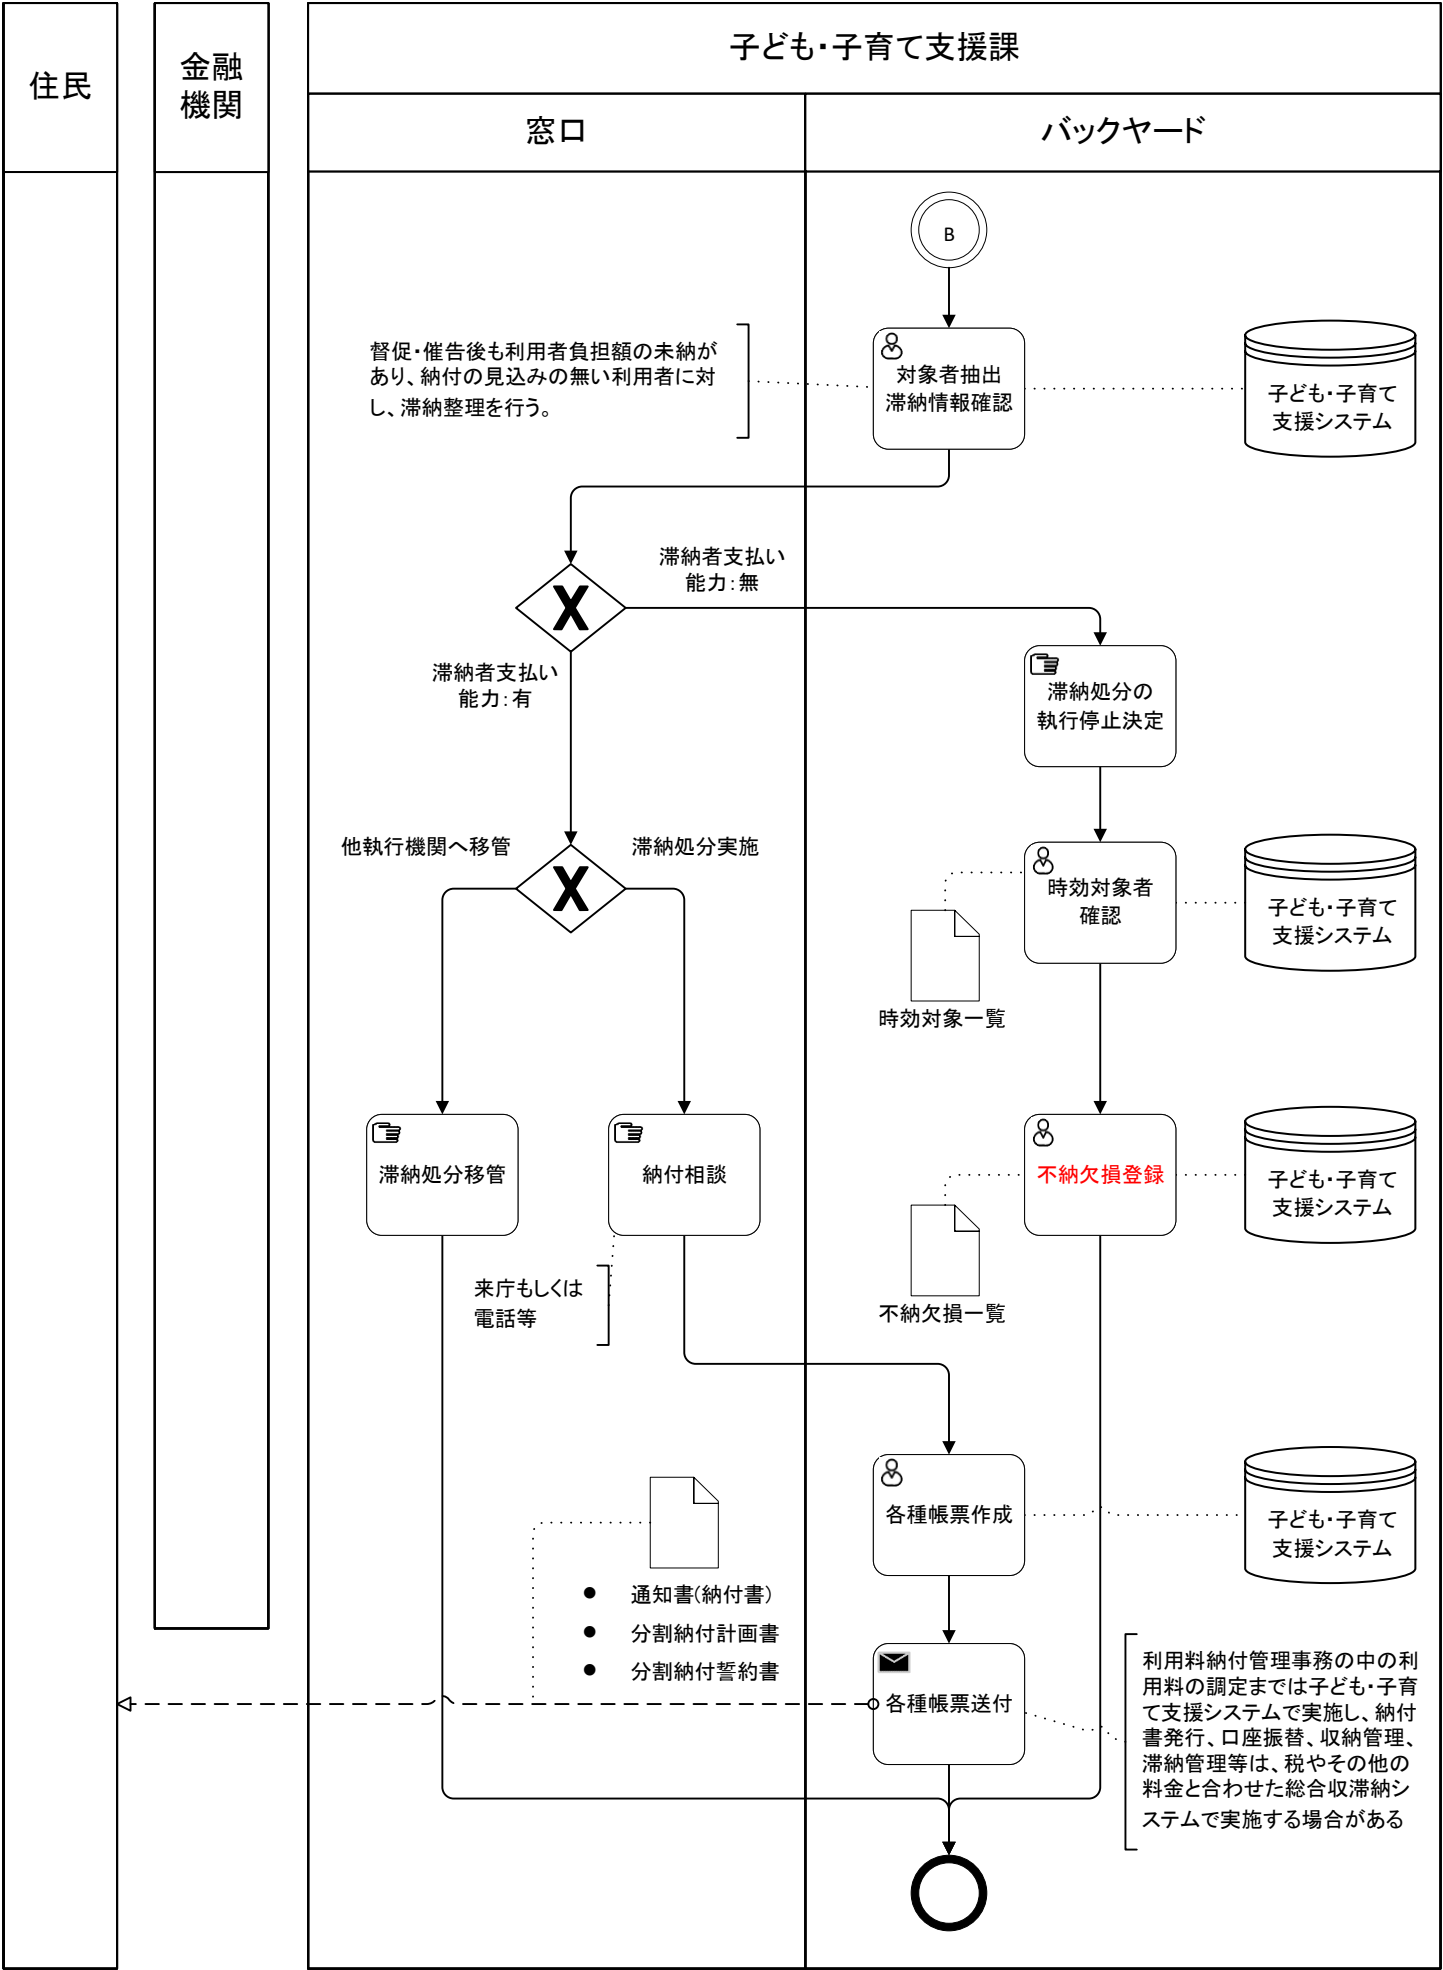 住民
金融
機関
子ども・子育て支援課
窓口
バックヤード
B
督促・催告後も利用者負担額の未納が
あり、納付の見込みの無い利用者に対
し、滞納整理を行う。
対象者抽出
滞納情報確認
子ども・子育て
支援システム
滞納者支払い
能力：無
滞納者支払い
能力：有
滞納処分の
執行停止決定
他執行機関へ移管
滞納処分実施
時効対象者
確認
子ども・子育て
支援システム
時効対象一覧
滞納処分移管
納付相談
不納欠損登録
子ども・子育て
支援システム
来庁もしくは
電話等
不納欠損一覧
各種帳票作成
子ども・子育て
支援システム
● 通知書(納付書)
● 分割納付計画書
● 分割納付誓約書
各種帳票送付
利用料納付管理事務の中の利
用料の調定までは子ども・子育
て支援システムで実施し、納付
書発行、口座振替、収納管理、
滞納管理等は、税やその他の
料金と合わせた総合収滞納シ
ステムで実施する場合がある